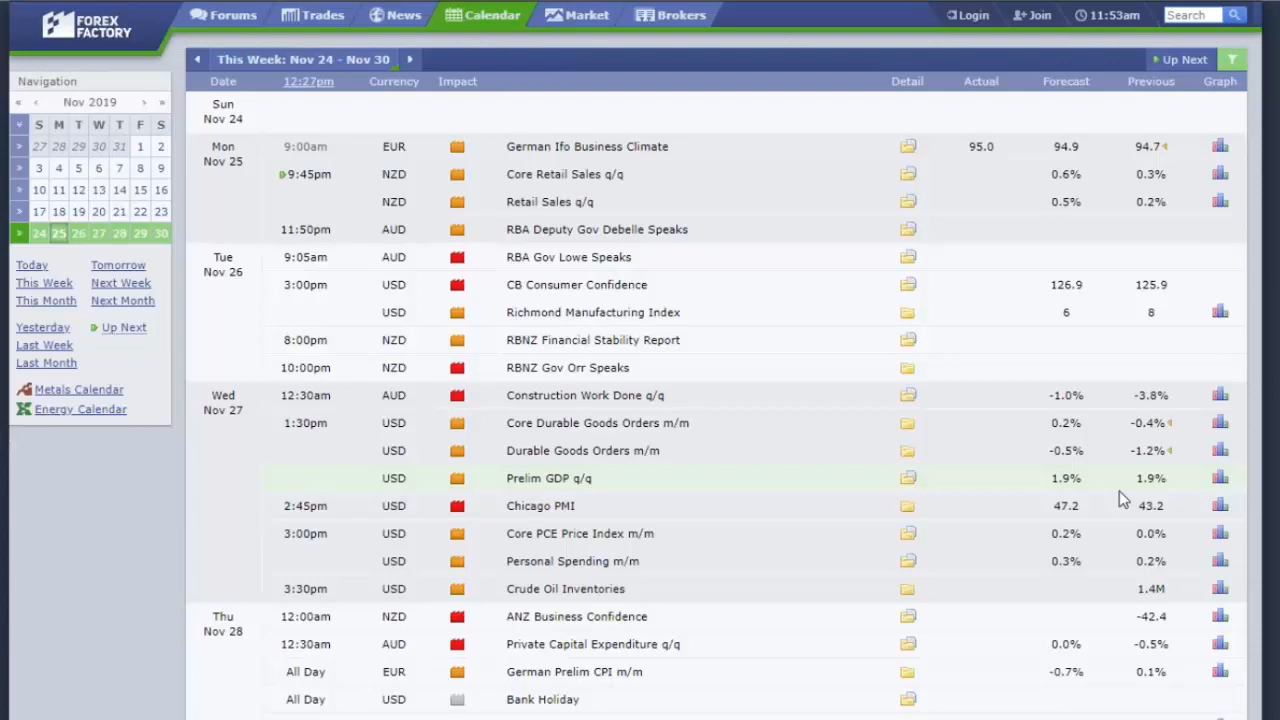 FOREX FACTORY
Forums Trades News Calendar Market Brokers Login Join 11:53am Search
Navigation
« ‹ Nov 2019 › »
S M T W T F S
27 28 29 30 31 1 2
3 4 5 6 7 8 9
10 11 12 13 14 15 16
17 18 19 20 21 22 23
24 25 26 27 28 29 30
Today Tomorrow
This Week Next Week
This Month Next Month
Yesterday Up Next
Last Week
Last Month
Metals Calendar
Energy Calendar
This Week: Nov 24 - Nov 30 Up Next
Date 12:27pm Currency Impact Detail Actual Forecast Previous Graph
Sun
Nov 24
Mon
Nov 25
9:00am EUR German Ifo Business Climate 95.0 94.9 94.7
9:45pm NZD Core Retail Sales q/q 0.6% 0.3%
NZD Retail Sales q/q 0.5% 0.2%
11:50pm AUD RBA Deputy Gov Debelle Speaks
Tue
Nov 26
9:05am AUD RBA Gov Lowe Speaks
3:00pm USD CB Consumer Confidence 126.9 125.9
USD Richmond Manufacturing Index 6 8
8:00pm NZD RBNZ Financial Stability Report
10:00pm NZD RBNZ Gov Orr Speaks
Wed
Nov 27
12:30am AUD Construction Work Done q/q -1.0% -3.8%
1:30pm USD Core Durable Goods Orders m/m 0.2% -0.4%
USD Durable Goods Orders m/m -0.5% -1.2%
USD Prelim GDP q/q 1.9% 1.9%
2:45pm USD Chicago PMI 47.2 43.2
3:00pm USD Core PCE Price Index m/m 0.2% 0.0%
USD Personal Spending m/m 0.3% 0.2%
3:30pm USD Crude Oil Inventories 1.4M
Thu
Nov 28
12:00am NZD ANZ Business Confidence -42.4
12:30am AUD Private Capital Expenditure q/q 0.0% -0.5%
All Day EUR German Prelim CPI m/m -0.7% 0.1%
All Day USD Bank Holiday